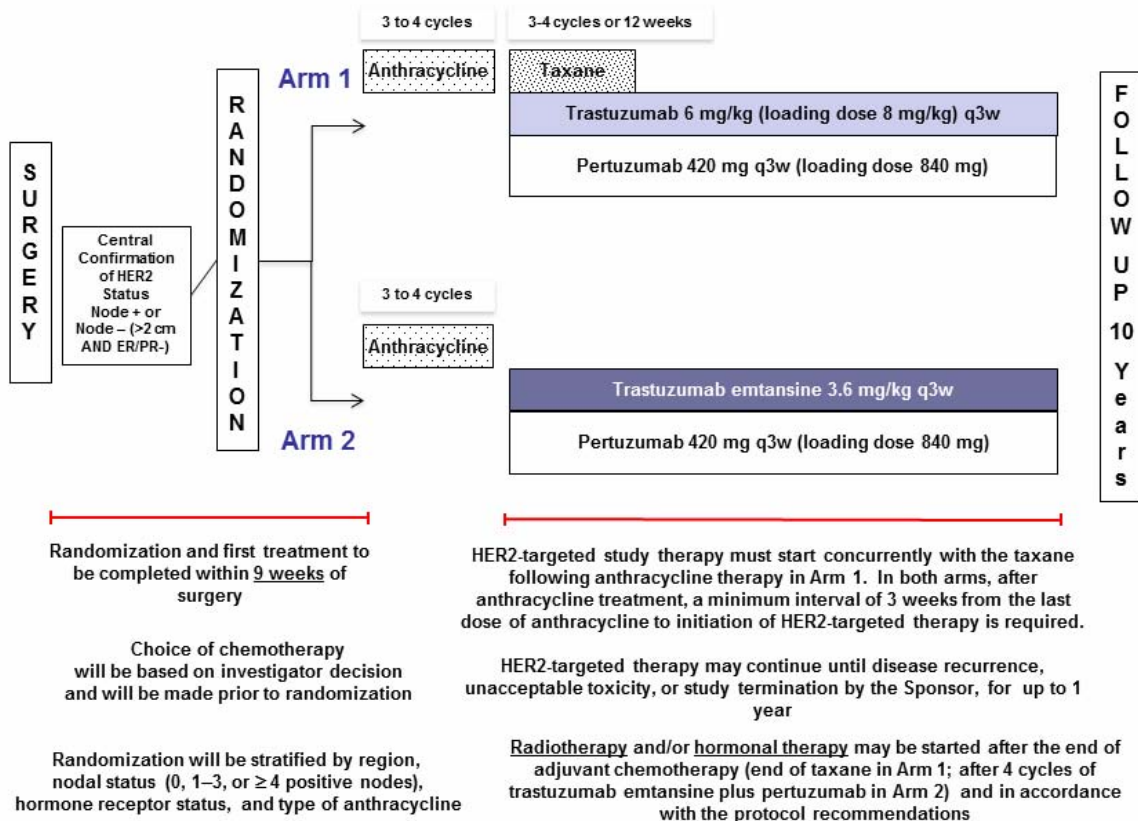 3 to 4 cycles
3-4 cycles or 12 weeks
Arm 1
Anthracycline
Taxane
Trastuzumab 6 mg/kg (loading dose 8 mg/kg) q3w
Pertuzumab 420 mg q3w (loading dose 840 mg)
SURGERY
Central
Confirmation
of HER2
Status
Node + or
Node – (>2 cm
AND ER/PR-)
RANDOMIZATION
3 to 4 cycles
Anthracycline
Trastuzumab emtansine 3.6 mg/kg q3w
Arm 2
Pertuzumab 420 mg q3w (loading dose 840 mg)
FOLLOW UP 10 Years
Randomization and first treatment to
be completed within 9 weeks of
surgery
Choice of chemotherapy
will be based on investigator decision
and will be made prior to randomization
Randomization will be stratified by region,
nodal status (0, 1–3, or ≥ 4 positive nodes),
hormone receptor status, and type of anthracycline
HER2-targeted study therapy must start concurrently with the taxane
following anthracycline therapy in Arm 1. In both arms, after
anthracycline treatment, a minimum interval of 3 weeks from the last
dose of anthracycline to initiation of HER2-targeted therapy is required.
HER2-targeted therapy may continue until disease recurrence,
unacceptable toxicity, or study termination by the Sponsor, for up to 1
year
Radiotherapy and/or hormonal therapy may be started after the end of
adjuvant chemotherapy (end of taxane in Arm 1; after 4 cycles of
trastuzumab emtansine plus pertuzumab in Arm 2) and in accordance
with the protocol recommendations